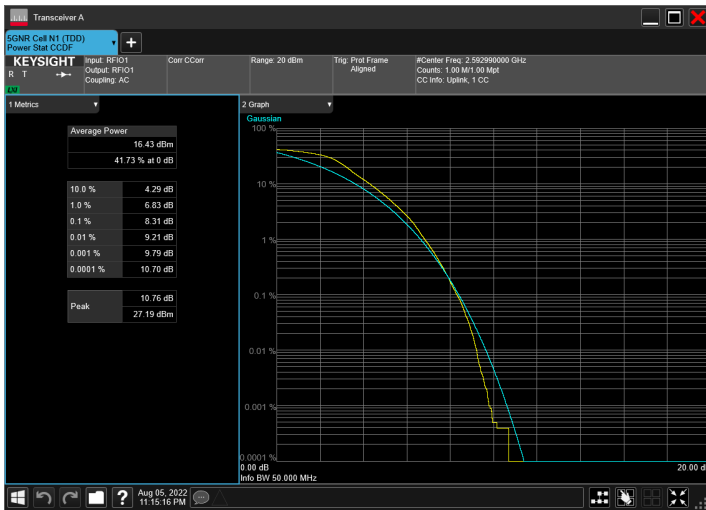 Transceiver A
5GNR Cell N1 (TDD)
Power Stat CCDF
KEYSIGHT
R T
LXI
Input: RFIO1
Output: RFIO1
Coupling: AC
Corr CCorr
Range: 20 dBm
Trig: Prot Frame
Aligned
#Center Freq: 2.592990000 GHz
Counts: 1.00 M/1.00 Mpt
CC Info: Uplink, 1 CC
1 Metrics
Average Power
16.43 dBm
41.73 % at 0 dB
10.0 % 4.29 dB
1.0 % 6.83 dB
0.1 % 8.31 dB
0.01 % 9.21 dB
0.001 % 9.79 dB
0.0001 % 10.70 dB
Peak
10.76 dB
27.19 dBm
2 Graph
Gaussian
100 %
10 %
1 %
0.1 %
0.01 %
0.001 %
0.0001 %
0.00 dB
20.00 d
Info BW 50.000 MHz
?
Aug 05, 2022
11:15:16 PM